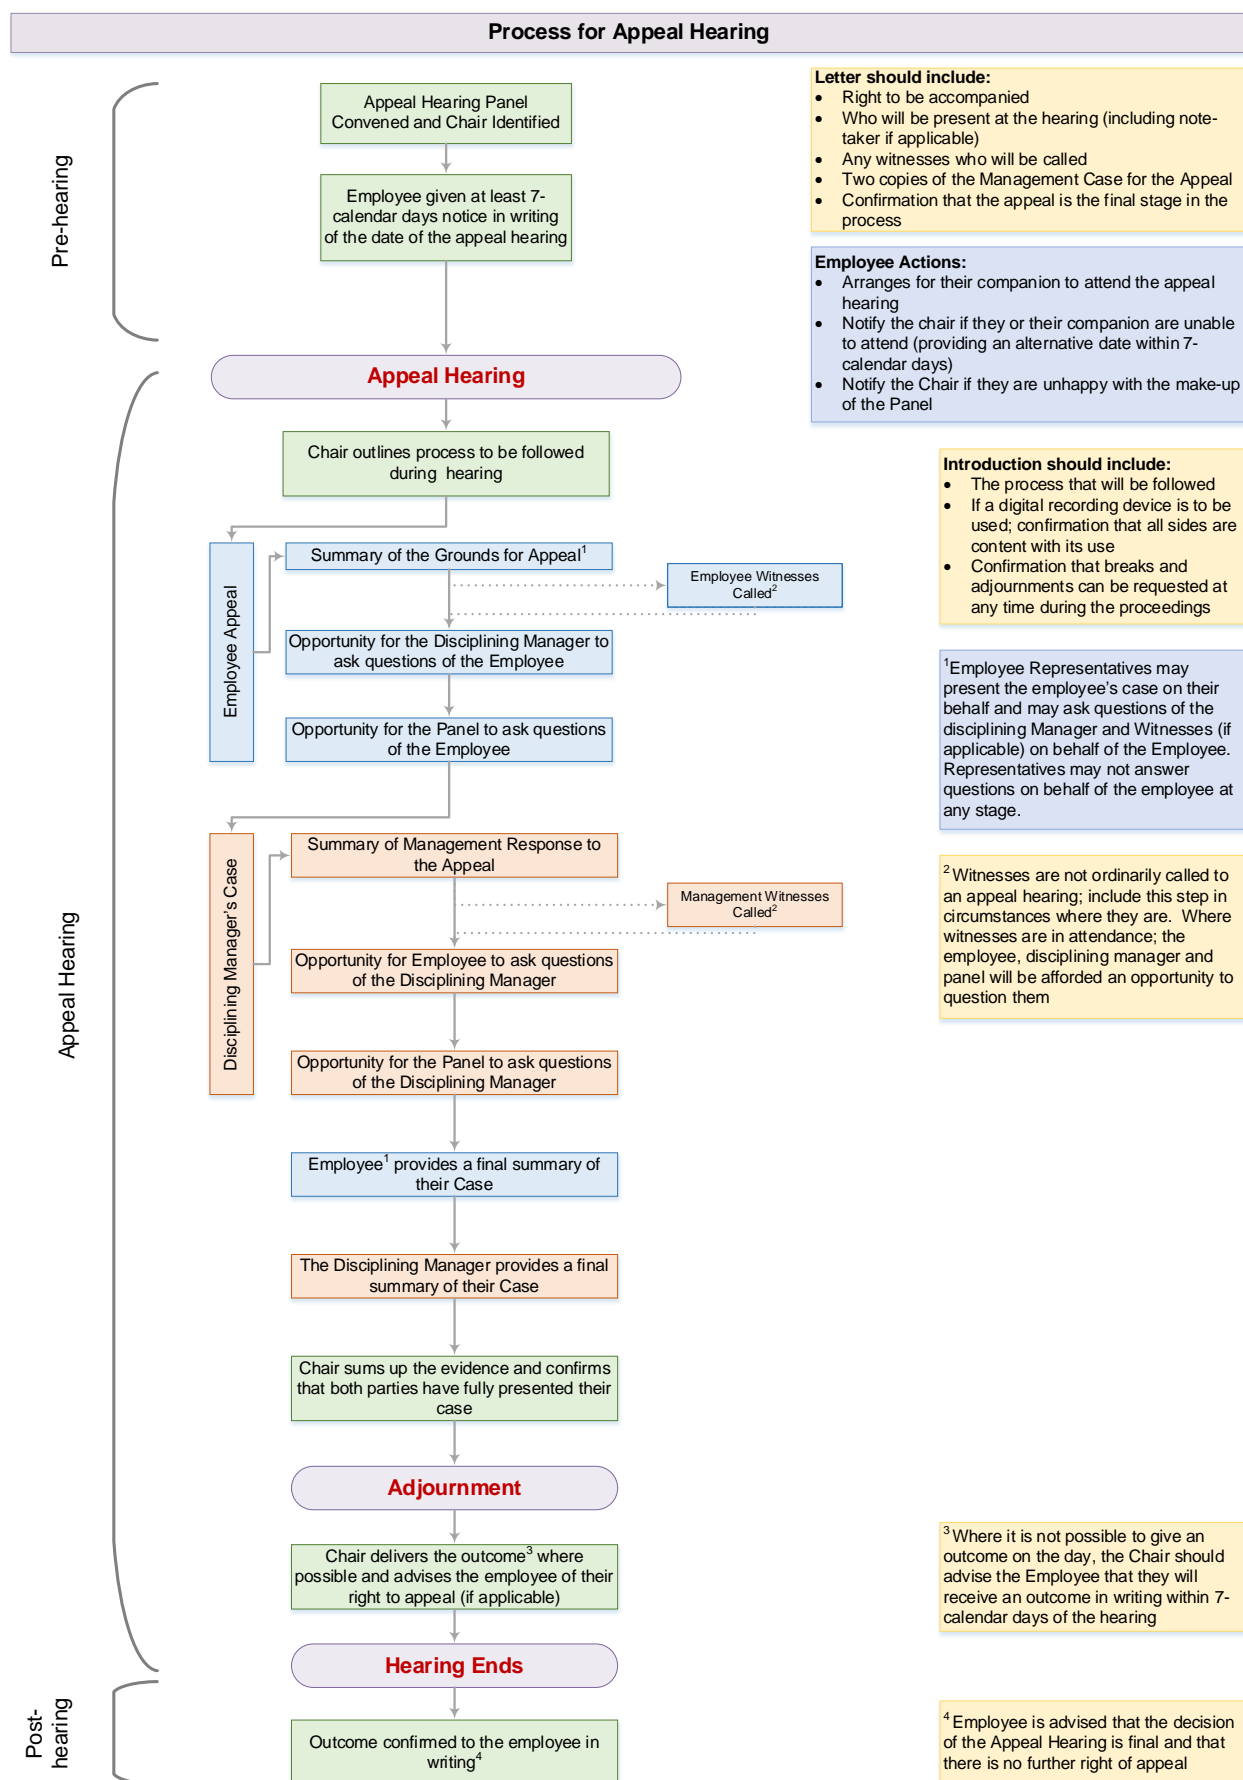 Process for Appeal Hearing
Pre-hearing
Appeal Hearing Panel
Convened and Chair Identified
Employee given at least 7-
calendar days notice in writing
of the date of the appeal hearing
Letter should include:
• Right to be accompanied
• Who will be present at the hearing (including note-
taker if applicable)
• Any witnesses who will be called
• Two copies of the Management Case for the Appeal
• Confirmation that the appeal is the final stage in the
process
Employee Actions:
• Arranges for their companion to attend the appeal
hearing
• Notify the chair if they or their companion are unable
to attend (providing an alternative date within 7-
calendar days)
• Notify the Chair if they are unhappy with the make-up
of the Panel
Appeal Hearing
Appeal Hearing
Chair outlines process to be followed
during hearing
Introduction should include:
• The process that will be followed
• If a digital recording device is to be
used; confirmation that all sides are
content with its use
• Confirmation that breaks and
adjournments can be requested at
any time during the proceedings
Employee Appeal
Summary of the Grounds for Appeal1
Employee Witnesses
Called2
Opportunity for the Disciplining Manager to
ask questions of the Employee
Opportunity for the Panel to ask questions
of the Employee
1Employee Representatives may
present the employee's case on their
behalf and may ask questions of the
disciplining Manager and Witnesses (if
applicable) on behalf of the Employee.
Representatives may not answer
questions on behalf of the employee at
any stage.
Disciplining Manager's Case
Summary of Management Response to
the Appeal
Management Witnesses
Called2
Opportunity for Employee to ask questions
of the Disciplining Manager
Opportunity for the Panel to ask questions
of the Disciplining Manager
2 Witnesses are not ordinarily called to
an appeal hearing; include this step in
circumstances where they are. Where
witnesses are in attendance; the
employee, disciplining manager and
panel will be afforded an opportunity to
question them
Employee1 provides a final summary of
their Case
The Disciplining Manager provides a final
summary of their Case
Chair sums up the evidence and confirms
that both parties have fully presented their
case
Adjournment
Chair delivers the outcome3 where
possible and advises the employee of their
right to appeal (if applicable)
3 Where it is not possible to give an
outcome on the day, the Chair should
advise the Employee that they will
receive an outcome in writing within 7-
calendar days of the hearing
Hearing Ends
Post-
hearing
Outcome confirmed to the employee in
writing4
4 Employee is advised that the decision
of the Appeal Hearing is final and that
there is no further right of appeal